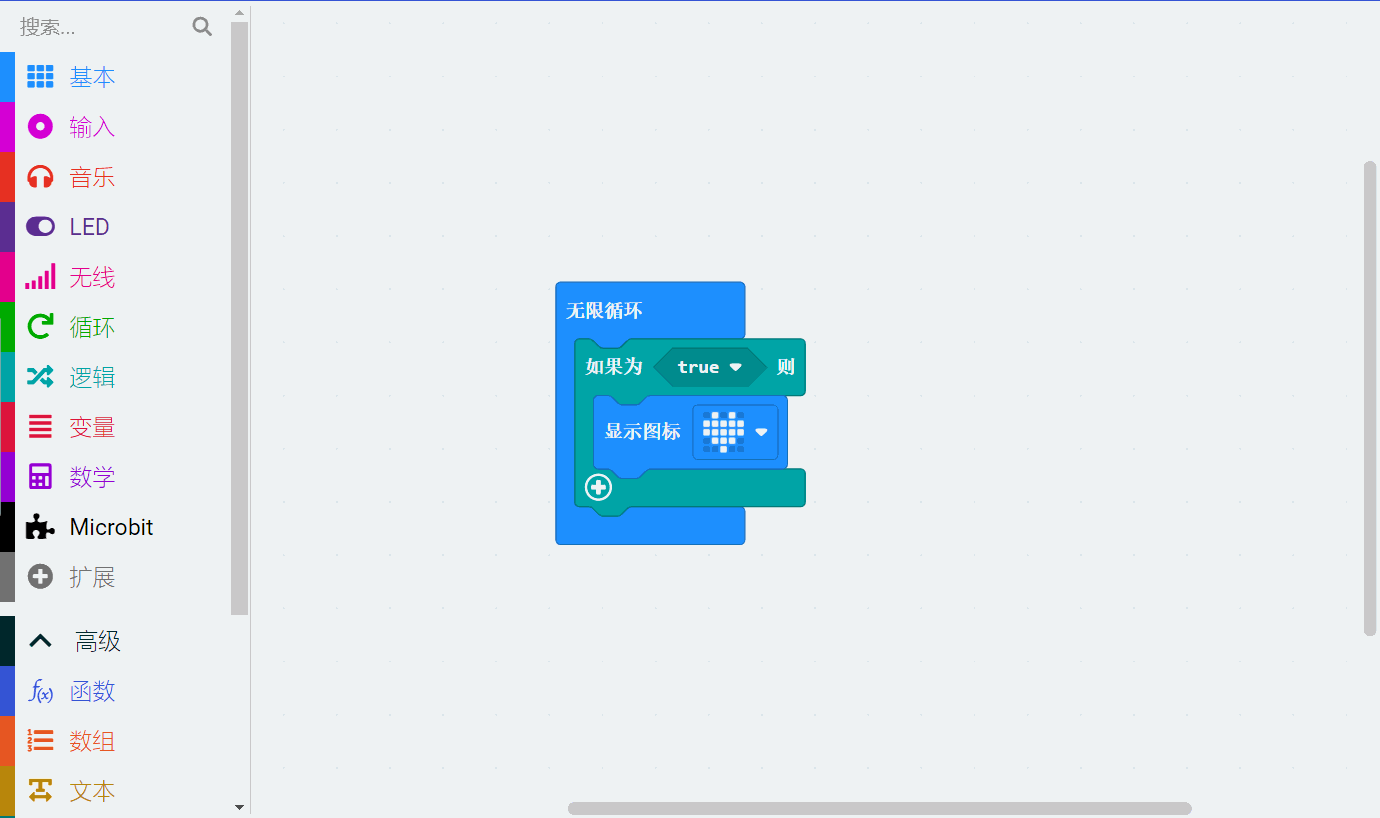 搜索...
基本
输入
音乐
LED
无线
循环
逻辑
变量
数学
Microbit
扩展
高级
f(x) 函数
数组
文本
无限循环
如果为 true 则
显示图标